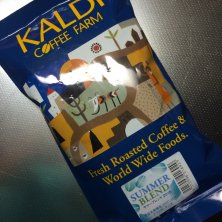 KALDI
COFFEE FARM
Fresh Roasted Coffee &
World Wide Foods.
SUMMER
BLEND